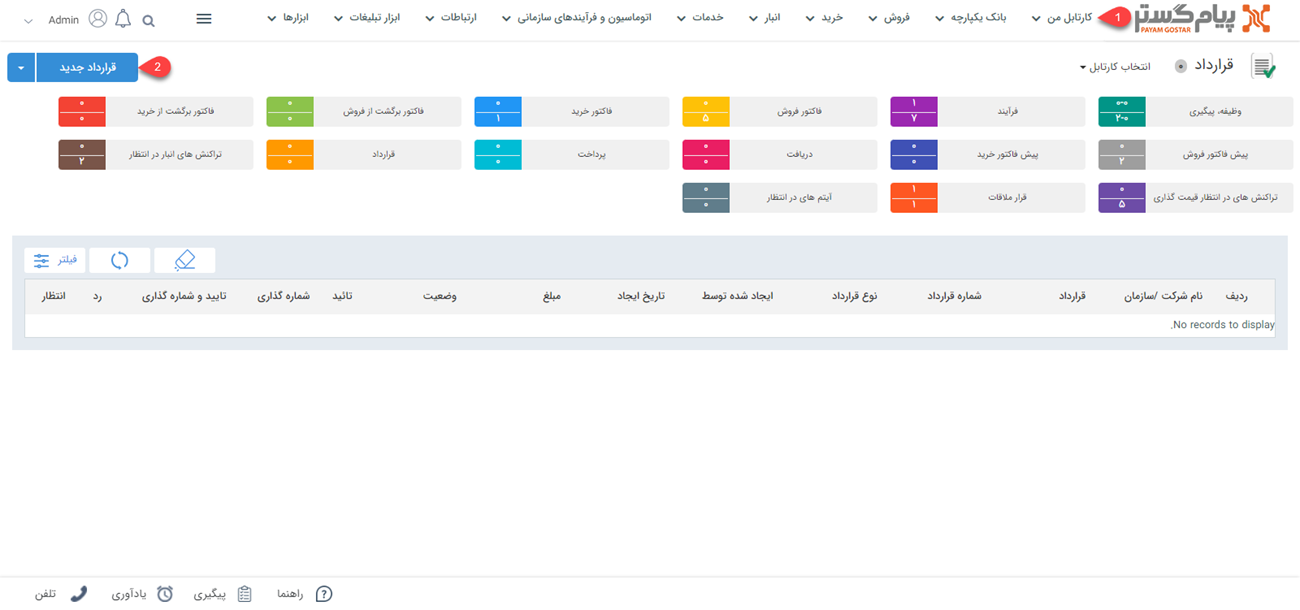 پیام گستر
PAYAM GOSTAR
1
کارتابل من
بانک یکپارچه
فروش
خرید
انبار
خدمات
اتوماسیون و فرآیندهای سازمانی
ارتباطات
ابزار تبلیغات
ابزارها
Admin
قرارداد ۰
انتخاب کارتابل
2
قرارداد جدید
وظیفه، پیگیری
۰-۰
۲-۰
فرآیند
۱
۷
فاکتور فروش
۰
۵
فاکتور خرید
۰
۱
فاکتور برگشت از فروش
۰
۰
فاکتور برگشت از خرید
۰
۰
پیش فاکتور فروش
۰
۲
پیش فاکتور خرید
۰
۰
دریافت
۰
۰
پرداخت
۰
۰
قرارداد
۰
۰
تراکنش های انبار در انتظار
۰
۲
تراکنش های در انتظار قیمت گذاری
۰
۵
قرار ملاقات
۱
۱
آیتم های در انتظار
۰
۰
فیلتر
ردیف
نام شرکت /سازمان
قرارداد
شماره قرارداد
نوع قرارداد
ایجاد شده توسط
تاریخ ایجاد
مبلغ
وضعیت
تائید
شماره گذاری
تایید و شماره گذاری
رد
انتظار
.No records to display
راهنما
پیگیری
یادآوری
تلفن